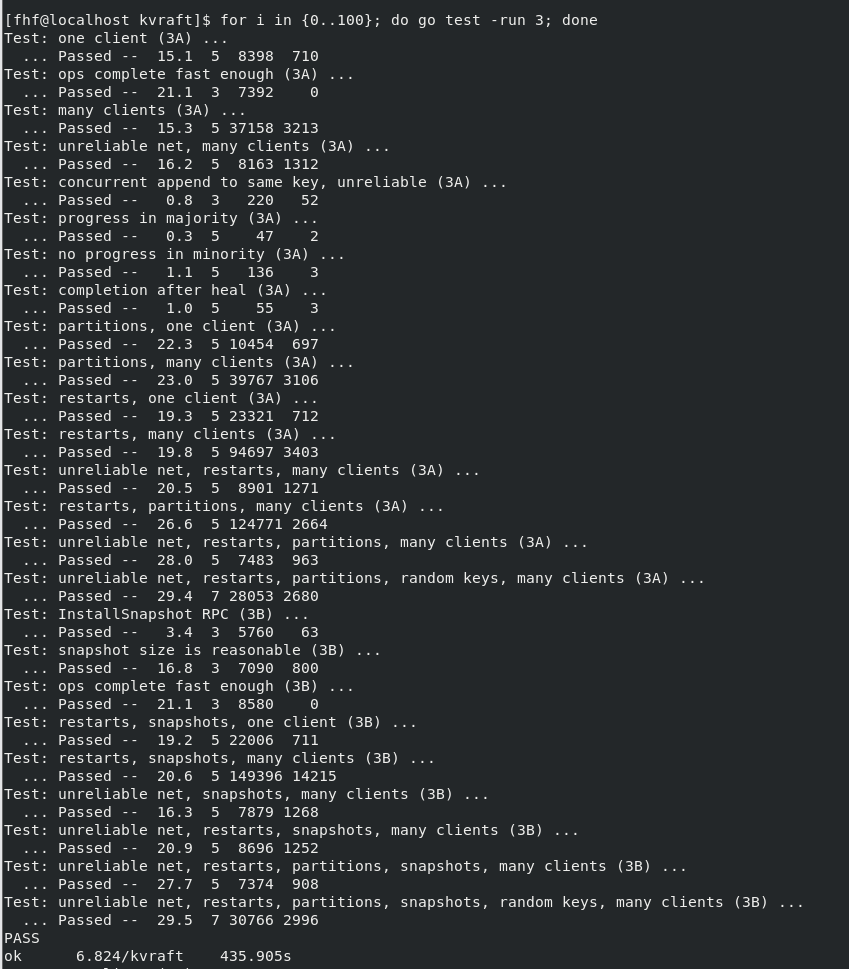 [fhf@localhost kvraft]$ for i in {0..100}; do go test -run 3; done
Test: one client (3A) ...
  ... Passed --  15.1  5  8398  710
Test: ops complete fast enough (3A) ...
  ... Passed --  21.1  3  7392    0
Test: many clients (3A) ...
  ... Passed --  15.3  5 37158 3213
Test: unreliable net, many clients (3A) ...
  ... Passed --  16.2  5  8163 1312
Test: concurrent append to same key, unreliable (3A) ...
  ... Passed --   0.8  3   220   52
Test: progress in majority (3A) ...
  ... Passed --   0.3  5    47    2
Test: no progress in minority (3A) ...
  ... Passed --   1.1  5   136    3
Test: completion after heal (3A) ...
  ... Passed --   1.0  5    55    3
Test: partitions, one client (3A) ...
  ... Passed --  22.3  5 10454  697
Test: partitions, many clients (3A) ...
  ... Passed --  23.0  5 39767 3106
Test: restarts, one client (3A) ...
  ... Passed --  19.3  5 23321  712
Test: restarts, many clients (3A) ...
  ... Passed --  19.8  5 94697 3403
Test: unreliable net, restarts, many clients (3A) ...
  ... Passed --  20.5  5  8901 1271
Test: restarts, partitions, many clients (3A) ...
  ... Passed --  26.6  5 124771 2664
Test: unreliable net, restarts, partitions, many clients (3A) ...
  ... Passed --  28.0  5  7483  963
Test: unreliable net, restarts, partitions, random keys, many clients (3A) ...
  ... Passed --  29.4  7 28053 2680
Test: InstallSnapshot RPC (3B) ...
  ... Passed --   3.4  3  5760   63
Test: snapshot size is reasonable (3B) ...
  ... Passed --  16.8  3  7090  800
Test: ops complete fast enough (3B) ...
  ... Passed --  21.1  3  8580    0
Test: restarts, snapshots, one client (3B) ...
  ... Passed --  19.2  5 22006  711
Test: restarts, snapshots, many clients (3B) ...
  ... Passed --  20.6  5 149396 14215
Test: unreliable net, snapshots, many clients (3B) ...
  ... Passed --  16.3  5  7879 1268
Test: unreliable net, restarts, snapshots, many clients (3B) ...
  ... Passed --  20.9  5  8696 1252
Test: unreliable net, restarts, partitions, snapshots, many clients (3B) ...
  ... Passed --  27.7  5  7374  908
Test: unreliable net, restarts, partitions, snapshots, random keys, many clients (3B) ...
  ... Passed --  29.5  7 30766 2996
PASS
ok      6.824/kvraft    435.905s